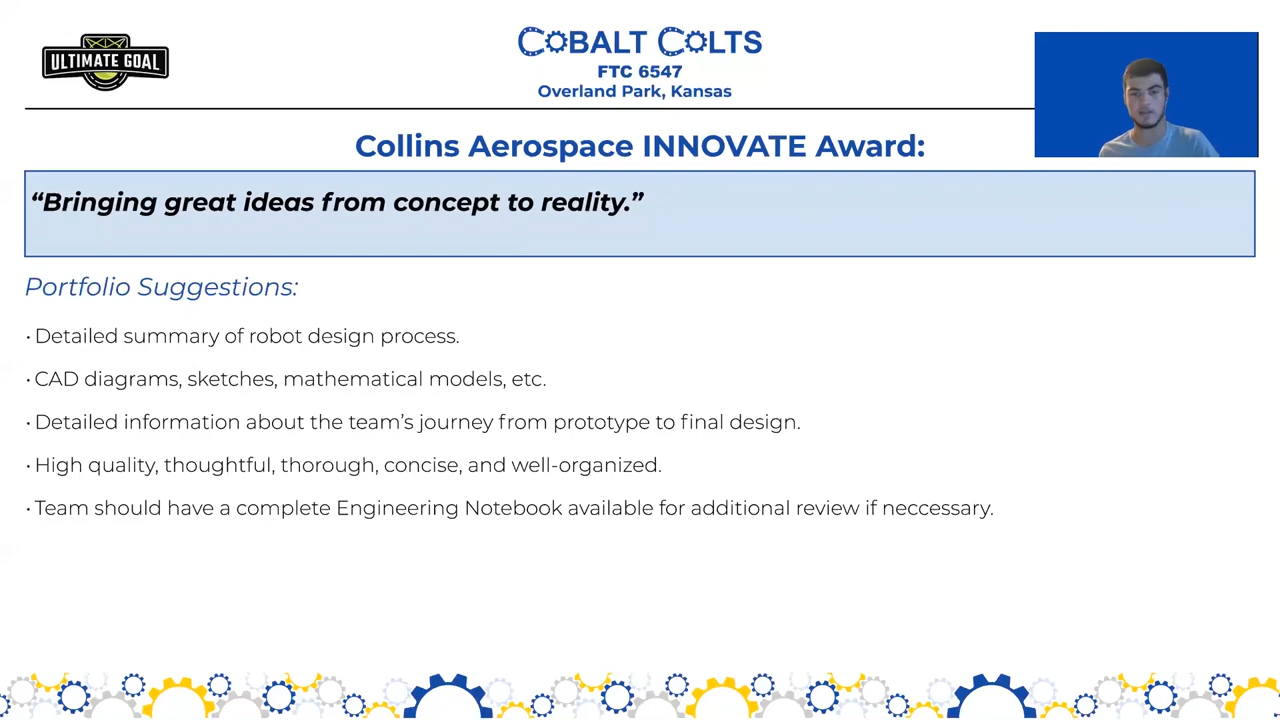 ULTIMATE GOAL
COBALT COLTS
FTC 6547
Overland Park, Kansas
Collins Aerospace INNOVATE Award:
“Bringing great ideas from concept to reality.”
Portfolio Suggestions:
· Detailed summary of robot design process.
· CAD diagrams, sketches, mathematical models, etc.
· Detailed information about the team’s journey from prototype to final design.
· High quality, thoughtful, thorough, concise, and well-organized.
· Team should have a complete Engineering Notebook available for additional review if neccessary.